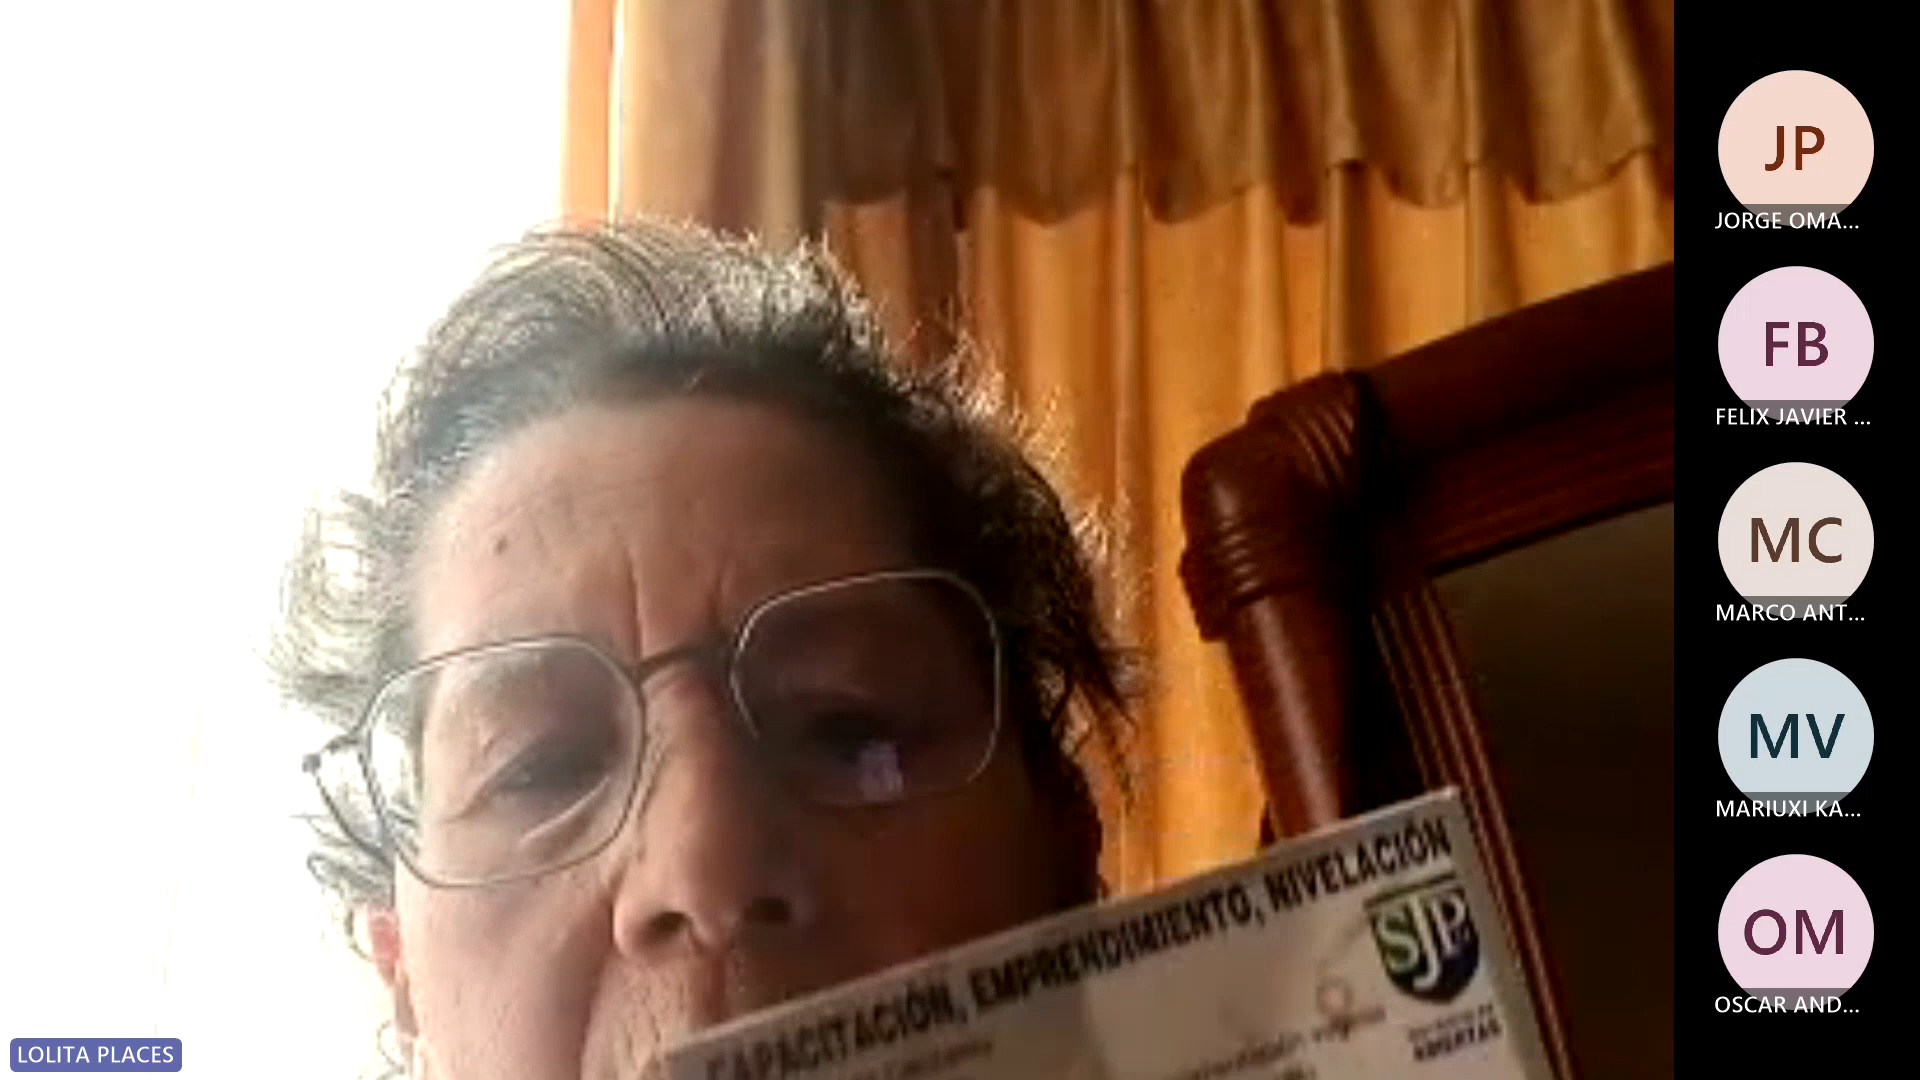 JP
JORGE OMA...
FB
FELIX JAVIER ...
MC
MARCO ANT...
MV
MARIUXI KA...
OM
OSCAR AND...
CAPACITACIÓN, EMPRENDIMIENTO, NIVELACIÓN
SJP
LOLITA PLACES